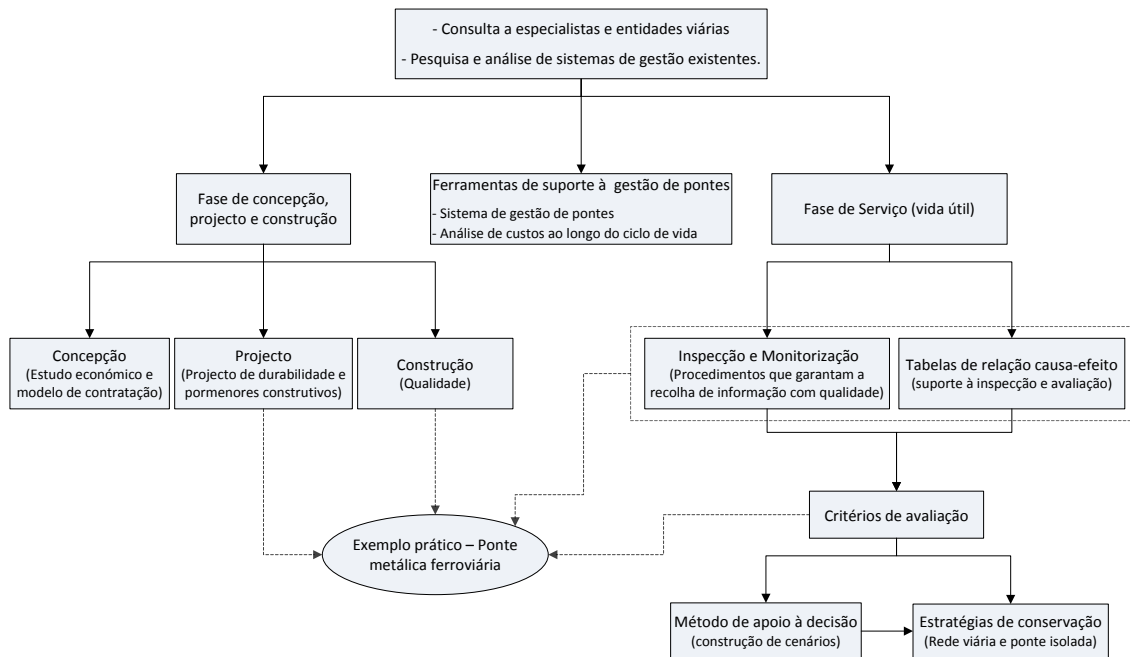 - Consulta a especialistas e entidades viárias
- Pesquisa e análise de sistemas de gestão existentes.
Fase de concepção,
projecto e construção
Ferramentas de suporte à gestão de pontes
- Sistema de gestão de pontes
- Análise de custos ao longo do ciclo de vida
Fase de Serviço (vida útil)
Concepção
(Estudo económico e
modelo de contratação)
Projecto
(Projecto de durabilidade e
pormenores construtivos)
Construção
(Qualidade)
Inspecção e Monitorização
(Procedimentos que garantam a
recolha de informação com qualidade)
Tabelas de relação causa-efeito
(suporte à inspecção e avaliação)
Critérios de avaliação
Exemplo prático – Ponte
metálica ferroviária
Método de apoio à decisão
(construção de cenários)
Estratégias de conservação
(Rede viária e ponte isolada)